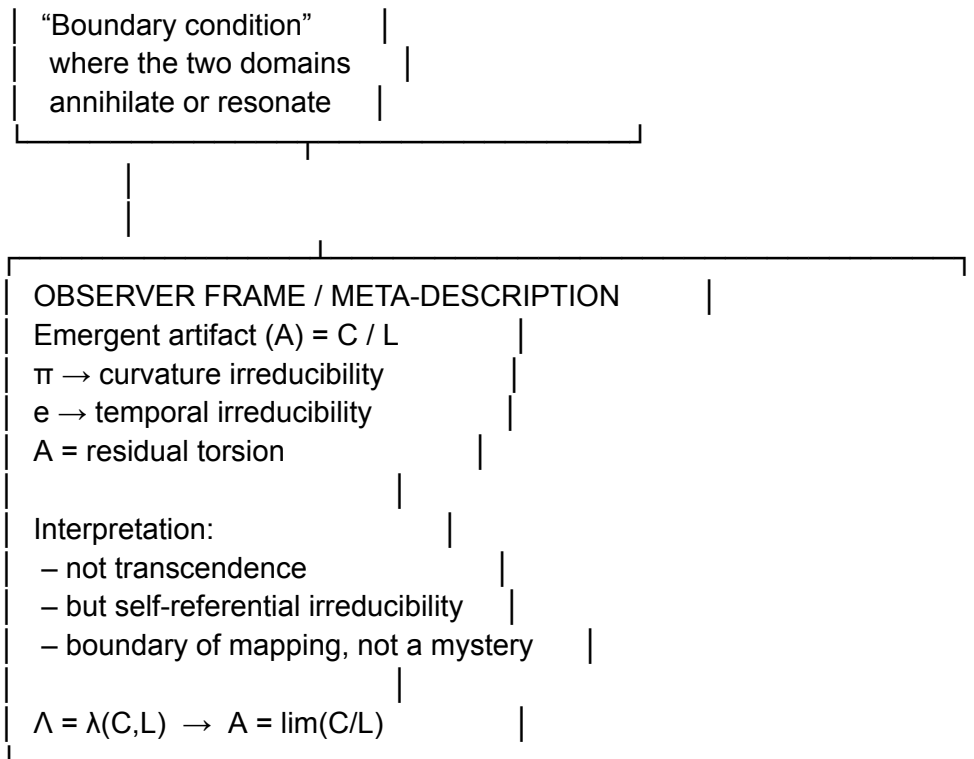 “Boundary condition”
where the two domains
annihilate or resonate
OBSERVER FRAME / META-DESCRIPTION
Emergent artifact (A) = C / L
π → curvature irreducibility
e → temporal irreducibility
A = residual torsion
Interpretation:
– not transcendence
– but self-referential irreducibility
– boundary of mapping, not a mystery
Λ = λ(C,L) → A = lim(C/L)